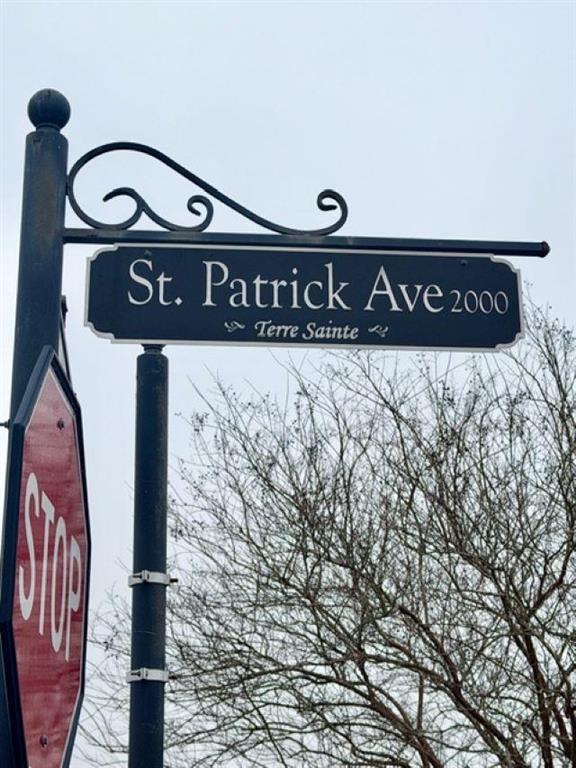 St. Patrick Ave 2000
Terre Sainte
STOP